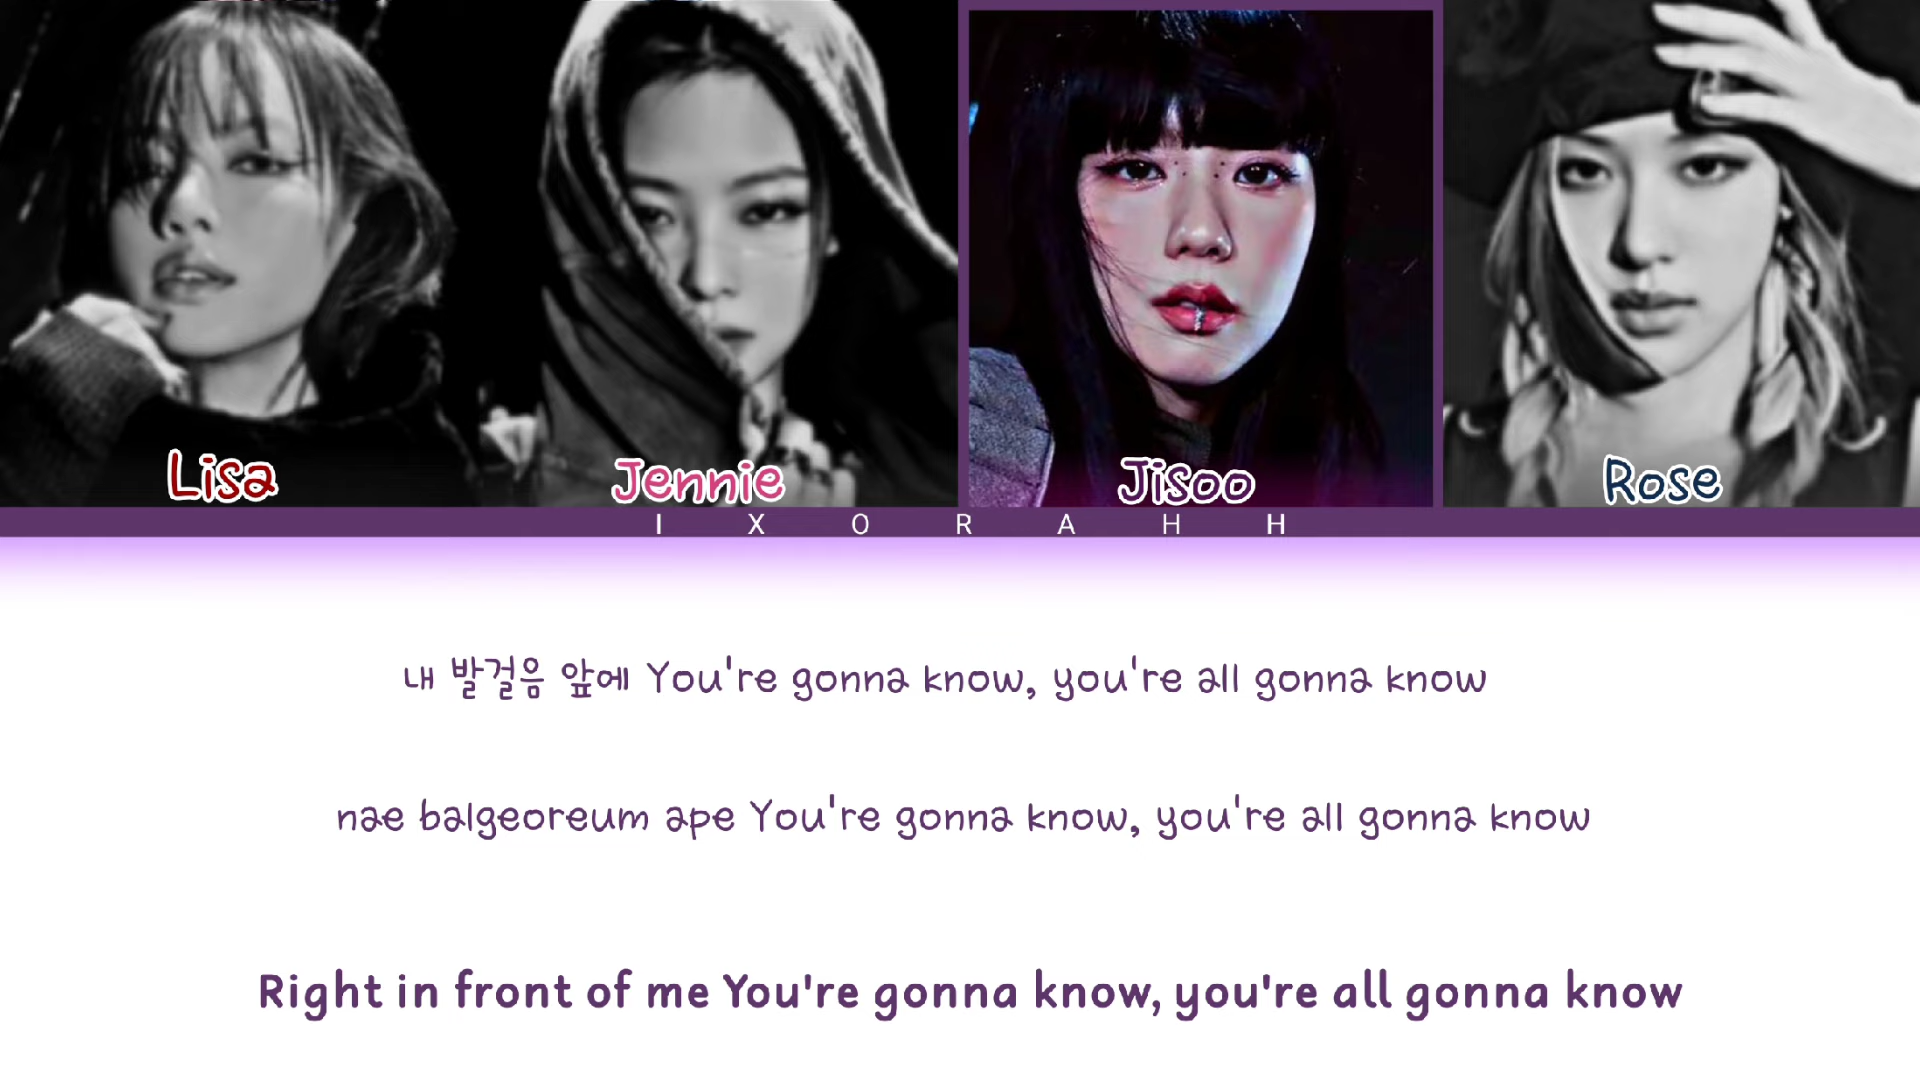 Lisa
Jennie
Jisoo
Rose
I X O R A H H
내 발걸음 앞에 You're gonna know, you're all gonna know
nae balgeoreum ape You're gonna know, you're all gonna know
Right in front of me You're gonna know, you're all gonna know